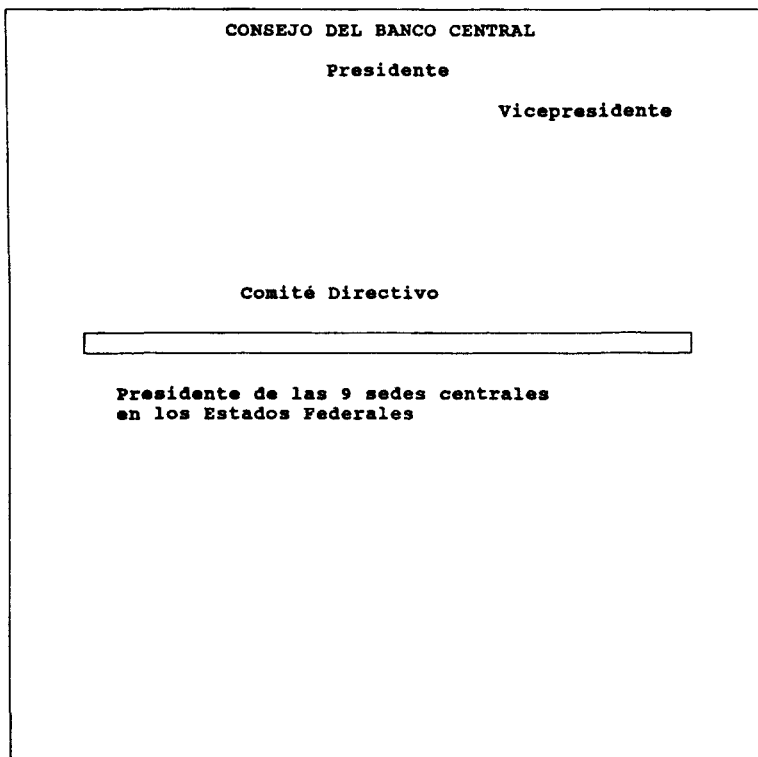 CONSEJO DEL BANCO CENTRAL
Presidente
Vicepresidente
Comité Directivo
Presidente de las 9 sedes centrales
en los Estados Federales